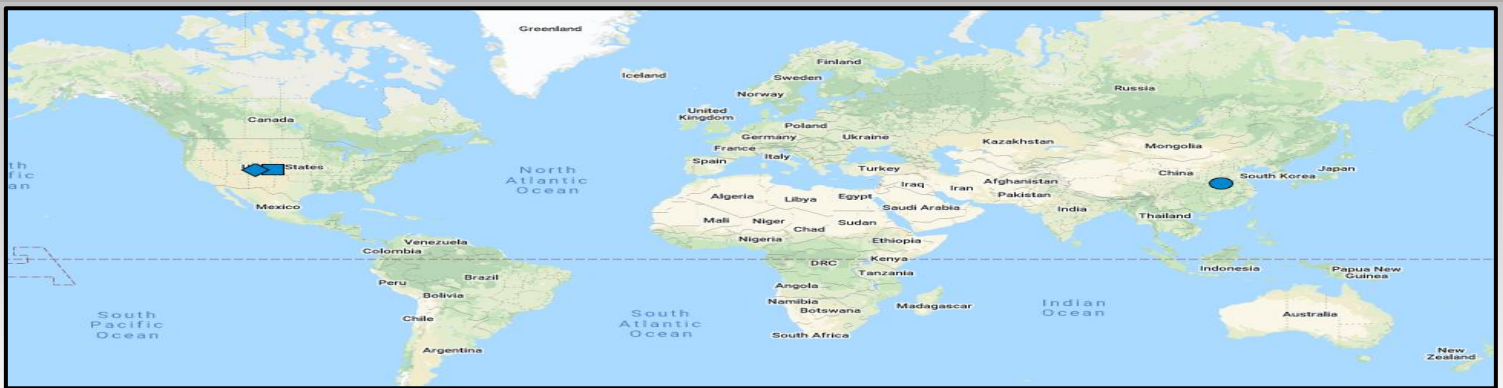 Greenland
Iceland
Finland
Sweden
Norway
Russia
United
Kingdom
Canada
Poland
Germany
Ukraine
France
Kazakhstan
Mongolia
Spain
Italy
Turkey
States
North
Atlantic
Ocean
China
South Korea
Japan
Iraq
Iran
Afghanistan
Pakistan
Algeria
Libya
Egypt
Saudi Arabia
India
Mexico
Mali
Niger
Chad
Sudan
Thailand
Venezuela
Colombia
Nigeria
Ethiopia
DRC
Kenya
Tanzania
Indonesia
Papua New
Guinea
Peru
Brazil
Bolivia
Angola
Namibia
Botswana
Madagascar
South
Pacific
Ocean
Chile
South
Atlantic
Ocean
Indian
Ocean
Australia
South Africa
Argentina
New
Zealand